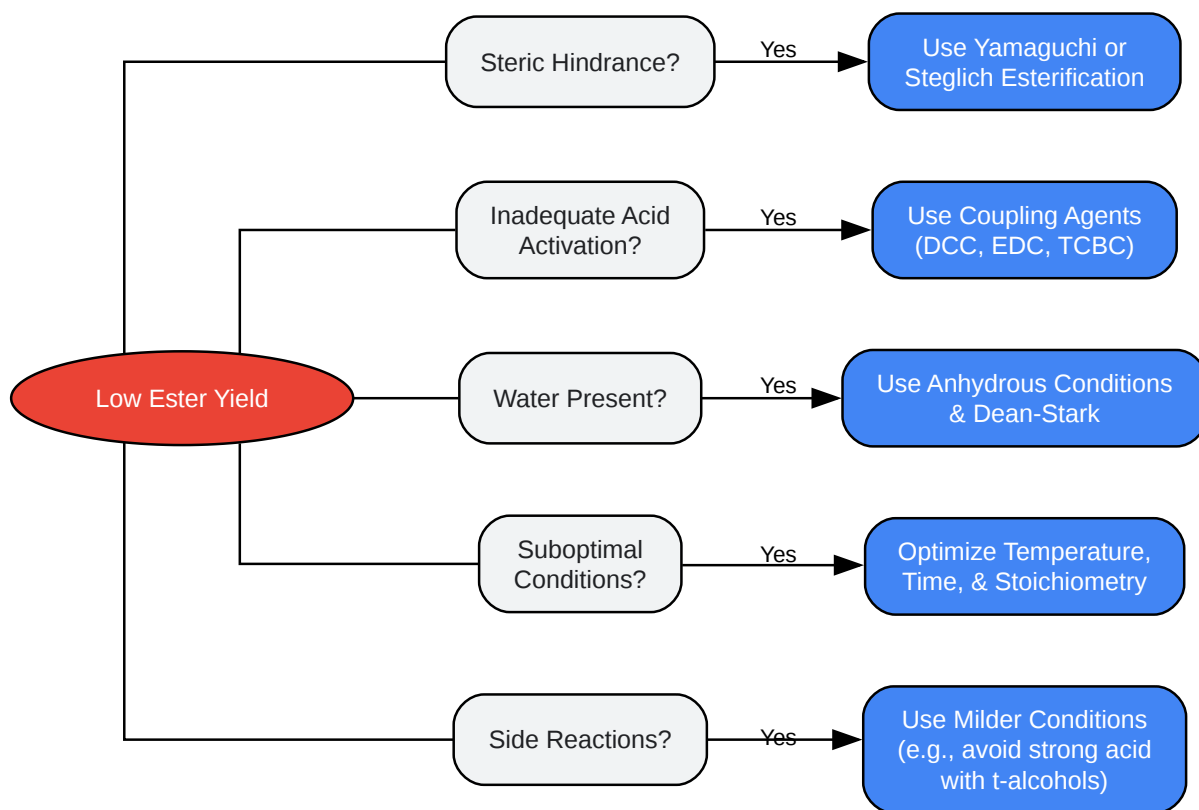 Steric Hindrance?
Yes
Use Yamaguchi or
Steglich Esterification
Inadequate Acid
Activation?
Yes
Use Coupling Agents
(DCC, EDC, TCBC)
Low Ester Yield
Water Present?
Yes
Use Anhydrous Conditions
& Dean-Stark
Suboptimal
Conditions?
Yes
Optimize Temperature,
Time, & Stoichiometry
Side Reactions?
Yes
Use Milder Conditions
(e.g., avoid strong acid
with t-alcohols)